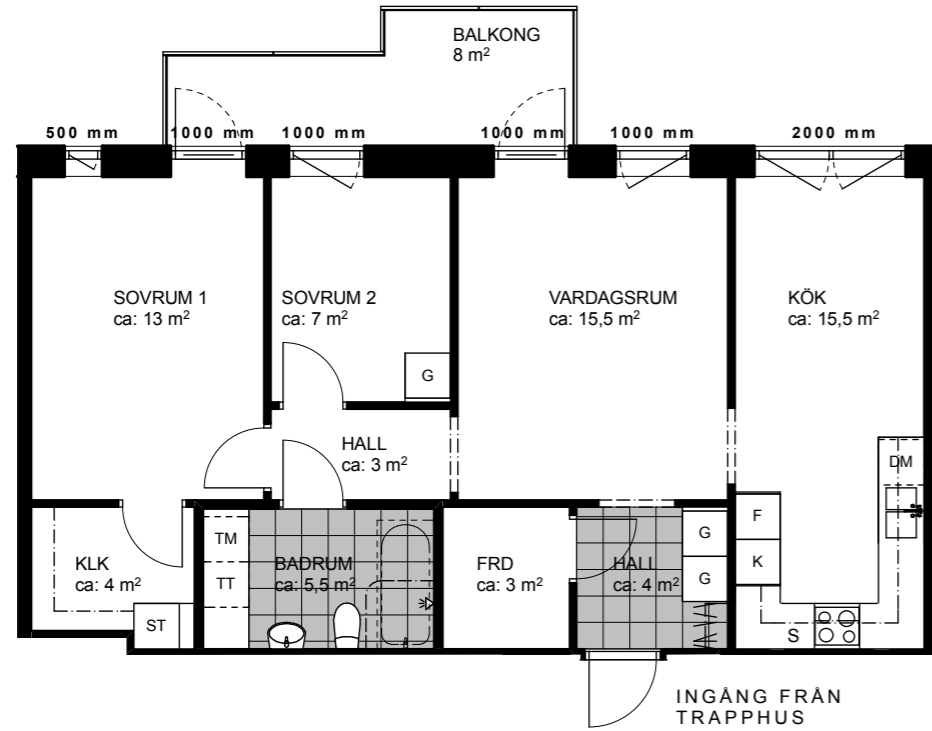 BALKONG
8 m²
500 mm
1000 mm
1000 mm
1000 mm
1000 mm
2000 mm
SOVRUM 1
ca: 13 m²
SOVRUM 2
ca: 7 m²
VARDAGSRUM
ca: 15,5 m²
KÖK
ca: 15,5 m²
G
HALL
ca: 3 m²
DM
KLK
ca: 4 m²
ST
TM
TT
BADRUM
ca: 5,5 m²
FRD
ca: 3 m²
HALL
ca: 4 m²
G
G
F
K
S
INGÅNG FRÅN
TRAPPHUS